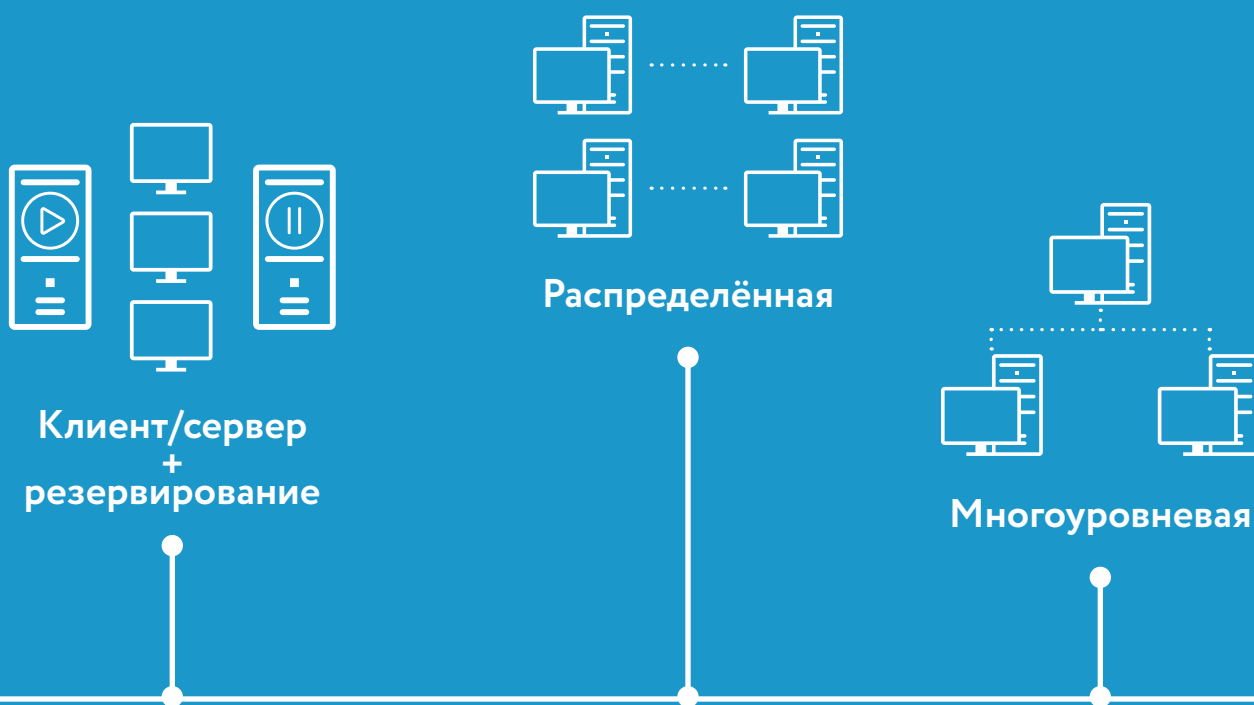 Клиент/сервер
+
резервирование
Распределённая
Многоуровневая